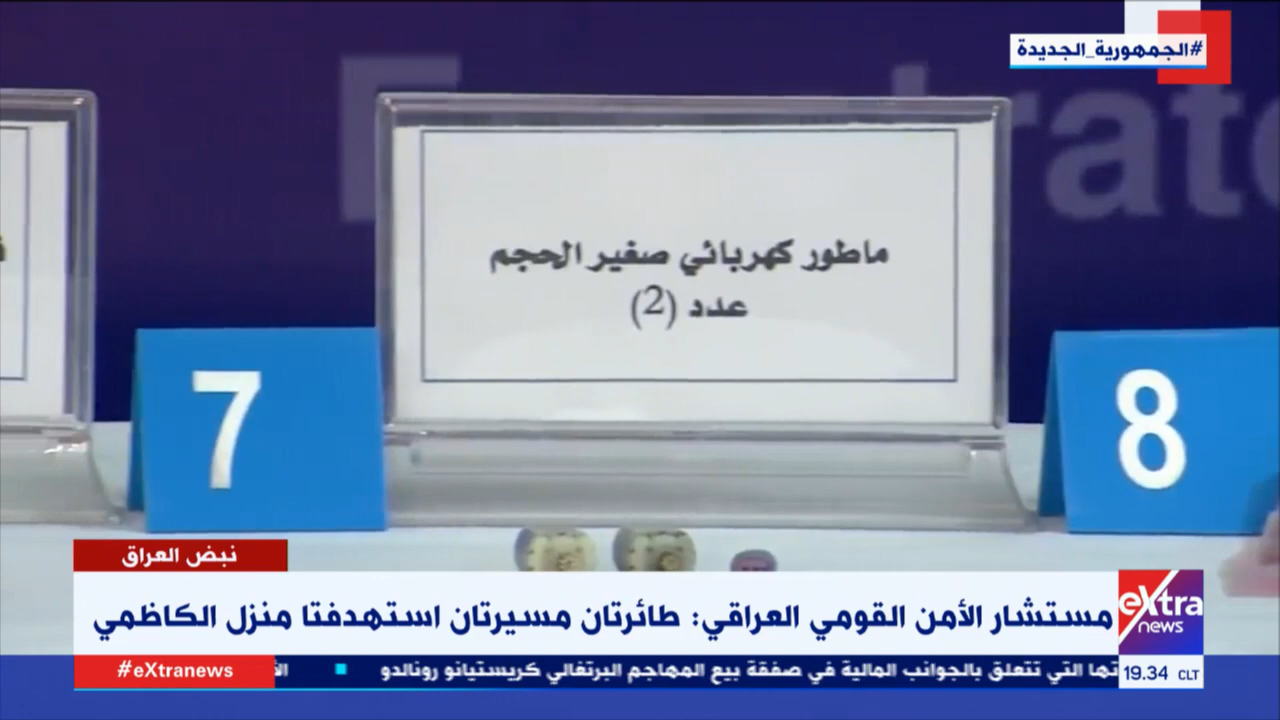 #الجمهورية_الجديدة
ماطور كهربائي صغير الحجم
عدد (2)
7
8
نبض العراق
مستشار الأمن القومي العراقي: طائرتان مسيرتان استهدفتا منزل الكاظمي
eXtra
news
تها التي تتعلق بالجوانب المالية في صفقة بيع المهاجم البرتغالي كريستيانو رونالدو
#eXtranews
19.34 CLT